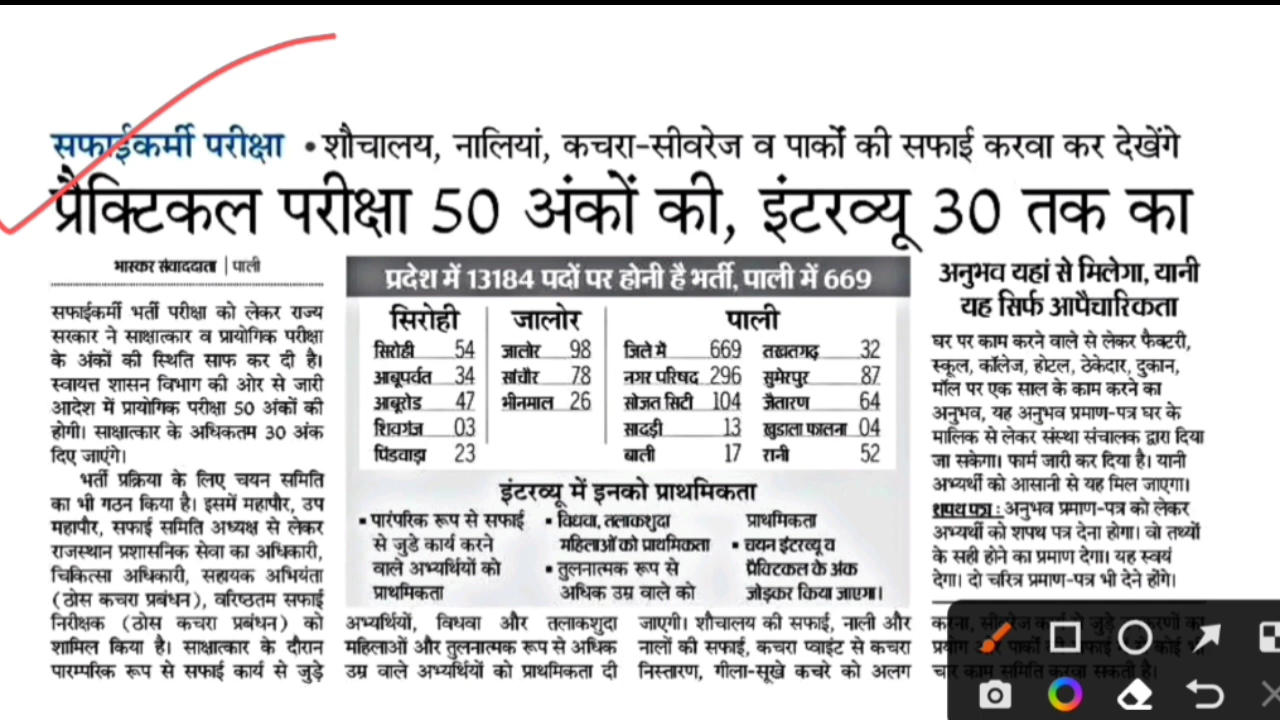 सफाईकर्मी परीक्षा • शौचालय, नालियां, कचरा-सीवरेज व पार्कों की सफाई करवा कर देखेंगे
प्रैक्टिकल परीक्षा 50 अंकों की, इंटरव्यू 30 तक का
भास्कर संवाददाता | पाली
सफाईकर्मी भर्ती परीक्षा को लेकर राज्य
सरकार ने साक्षात्कार व प्रायोगिक परीक्षा
के अंकों की स्थिति साफ कर दी है।
स्वायत्त शासन विभाग की ओर से जारी
आदेश में प्रायोगिक परीक्षा 50 अंकों की
होगी। साक्षात्कार के अधिकतम 30 अंक
दिए जाएंगे।
भर्ती प्रक्रिया के लिए चयन समिति
का भी गठन किया है। इसमें महापौर, उप
महापौर, सफाई समिति अध्यक्ष से लेकर
राजस्थान प्रशासनिक सेवा का अधिकारी,
चिकित्सा अधिकारी, सहायक अभियंता
(ठोस कचरा प्रबंधन), वरिष्ठतम सफाई
निरीक्षक (ठोस कचरा प्रबंधन) को
शामिल किया है। साक्षात्कार के दौरान
पारम्परिक रूप से सफाई कार्य से जुड़े
प्रदेश में 13184 पदों पर होनी है भर्ती, पाली में 669
सिरोही जालोर पाली
सिरोही 54 जालोर 98 जिले में 669 तखतगढ़ 32
आबूपर्वत 34 सांचौर 78 नगर परिषद 296 सुमेरपुर 87
आबूरोड 47 भीनमाल 26 सोजत सिटी 104 जैतारण 64
शिवगंज 03 सादड़ी 13 खुडाला फालना 04
पिंडवाड़ा 23 बाली 17 रानी 52
इंटरव्यू में इनको प्राथमिकता
▪ पारंपरिक रूप से सफाई
से जुडे कार्य करने
वाले अभ्यर्थियों को
प्राथमिकता
▪ विधवा, तलाकशुदा
महिलाओं को प्राथमिकता
▪ तुलनात्मक रूप से
अधिक उम्र वाले को
प्राथमिकता
▪ चयन इंटरव्यू व
प्रैक्टिकल के अंक
जोड़कर किया जाएगा।
अभ्यर्थियों, विधवा और तलाकशुदा
महिलाओं और तुलनात्मक रूप से अधिक
उम्र वाले अभ्यर्थियों को प्राथमिकता दी
जाएगी। शौचालय की सफाई, नाली और
नालों की सफाई, कचरा प्वाइंट से कचरा
निस्तारण, गीला-सूखे कचरे को अलग
अनुभव यहां से मिलेगा, यानी
यह सिर्फ आपैचारिकता
घर पर काम करने वाले से लेकर फैक्टरी,
स्कूल, कॉलेज, होटल, ठेकेदार, दुकान,
मॉल पर एक साल के काम करने का
अनुभव, यह अनुभव प्रमाण-पत्र घर के
मालिक से लेकर संस्था संचालक द्वारा दिया
जा सकेगा। फार्म जारी कर दिया है। यानी
अभ्यर्थी को आसानी से यह मिल जाएगा।
शपथ पत्र : अनुभव प्रमाण-पत्र को लेकर
अभ्यर्थी को शपथ पत्र देना होगा। वो तथ्यों
के सही होने का प्रमाण देगा। यह स्वयं
देगा। दो चरित्र प्रमाण-पत्र भी देने होंगे।
करना, सीवरेज कार्य से जुड़े उपकरणों का